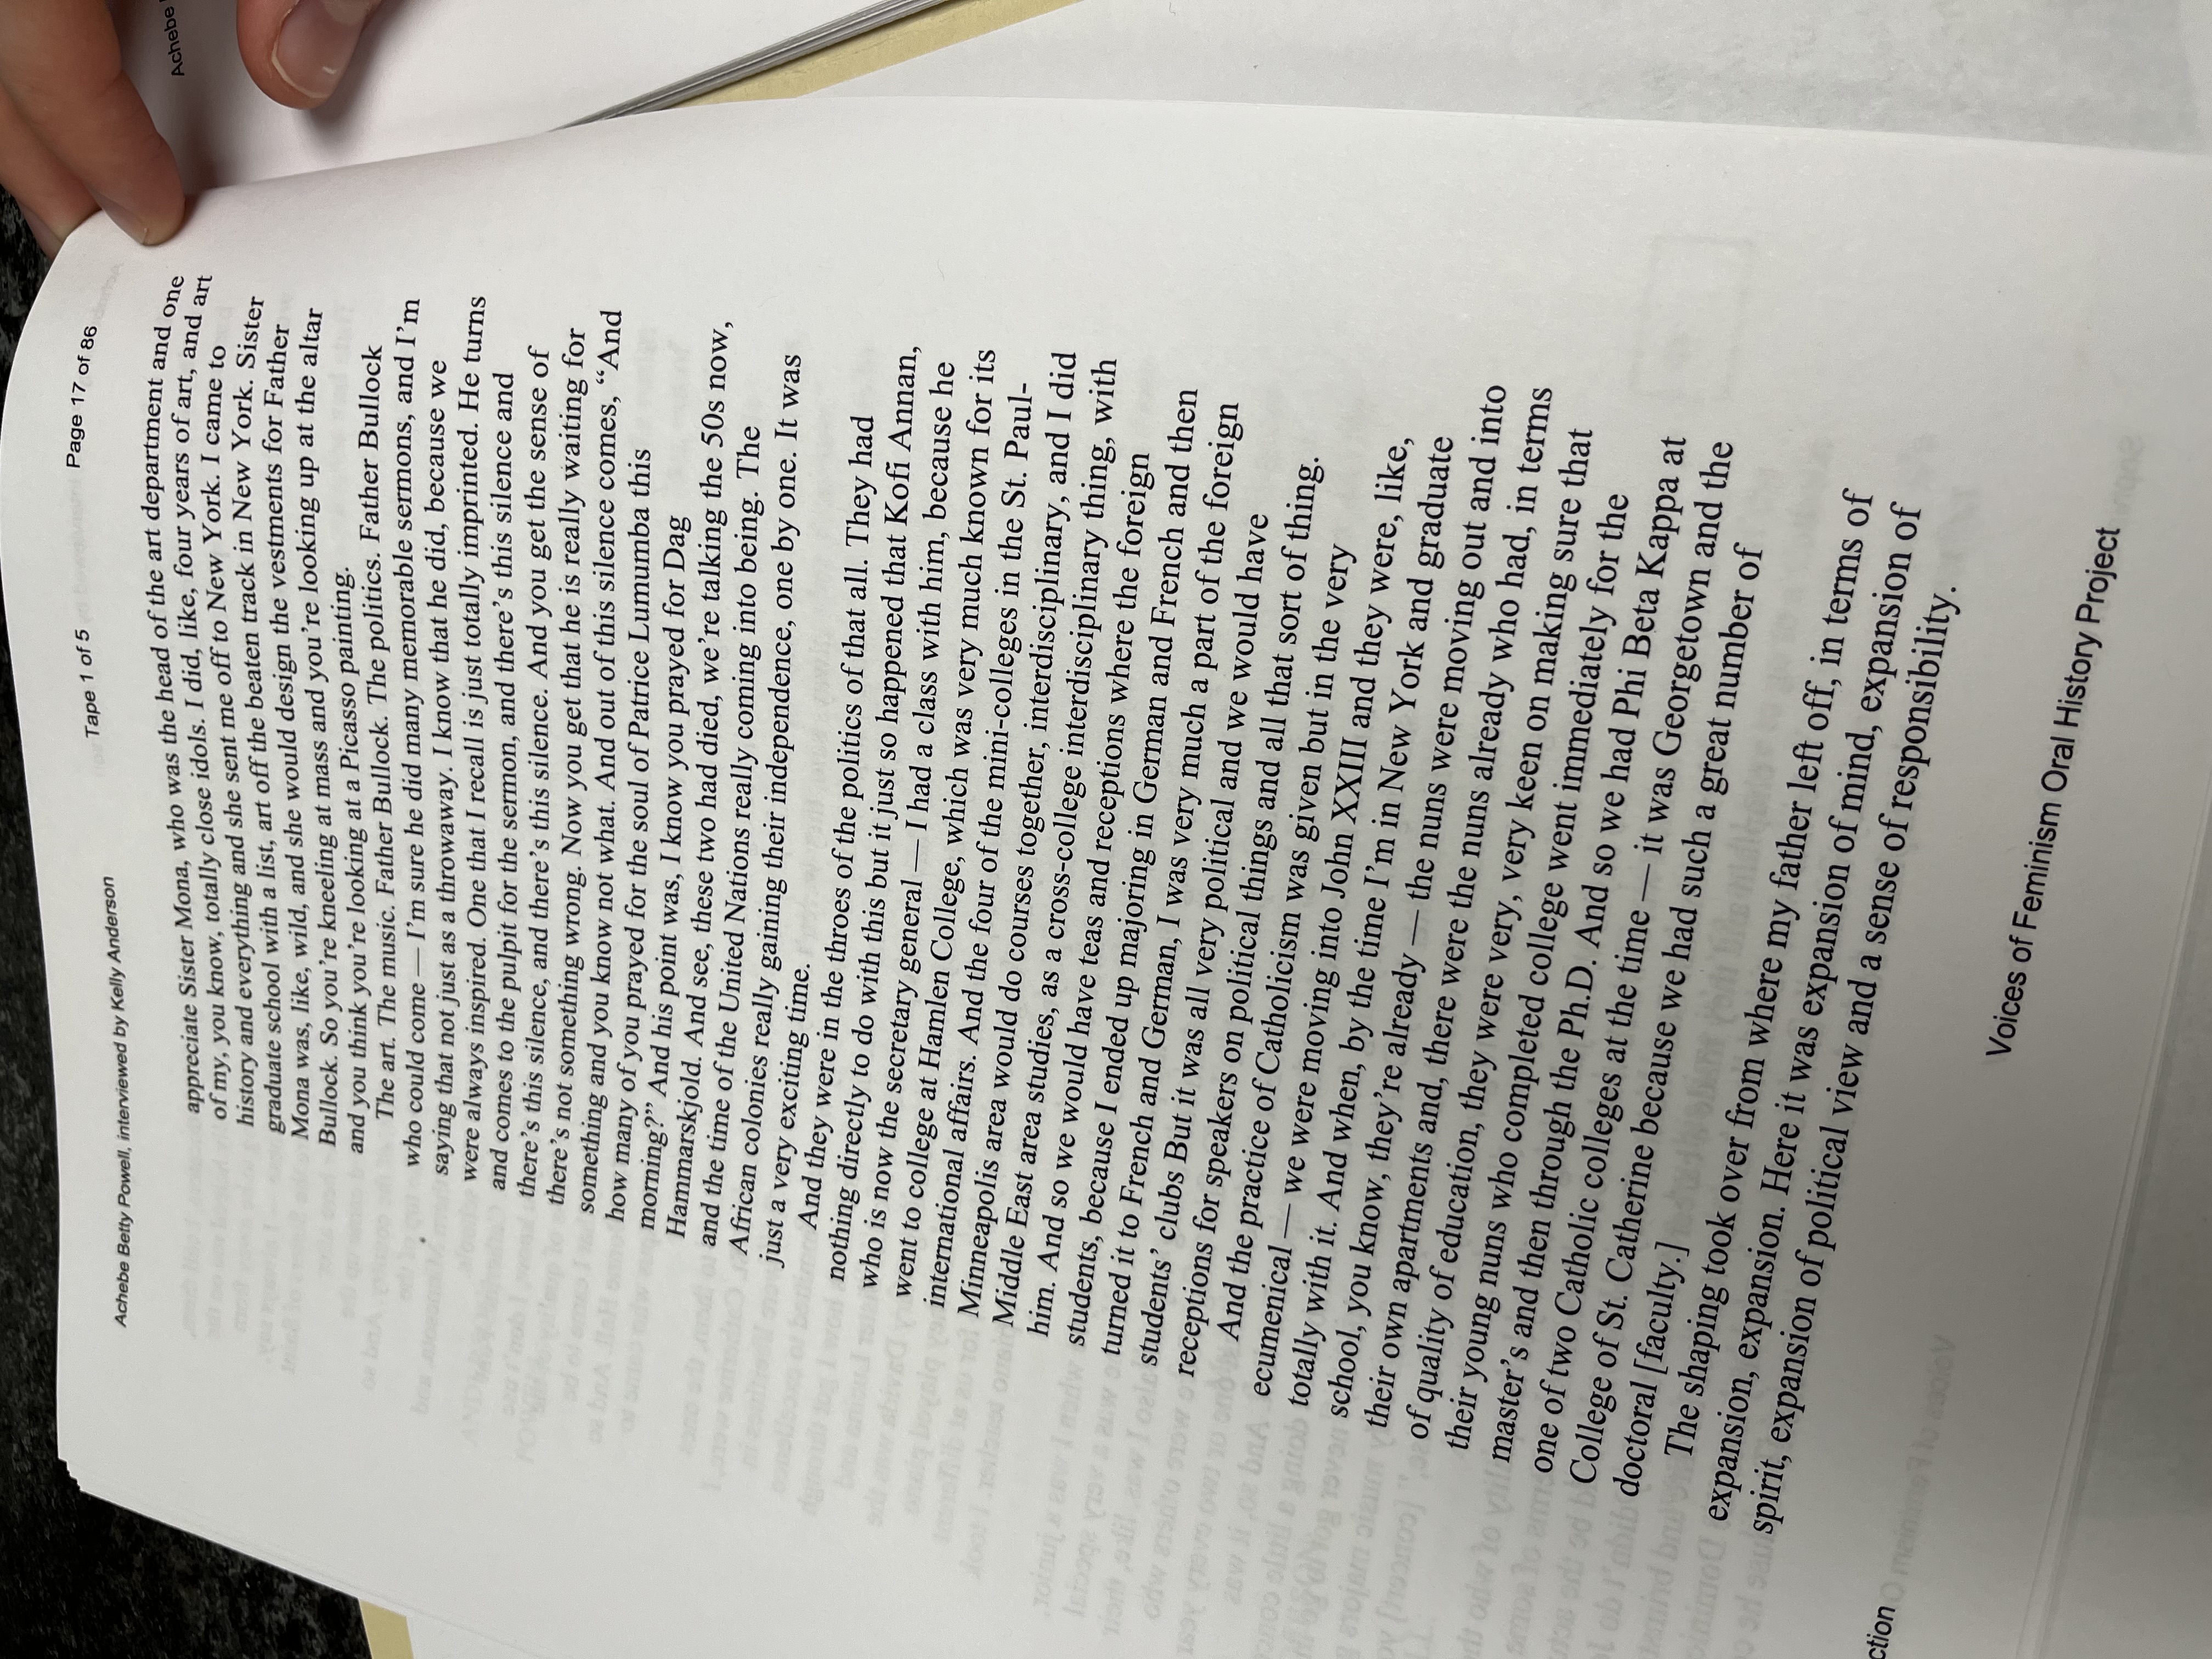 Achebe Betty Powell, interviewed by Kelly Anderson Tape 1 of 5 Page 17 of 86
Achebe
appreciate Sister Mona, who was the head of the art department and one
of my, you know, totally close idols. I did, like, four years of art, and art
history and everything and she sent me off to New York. I came to
graduate school with a list, art off the beaten track in New York. Sister
Mona was, like, wild, and she would design the vestments for Father
Bullock. So you're kneeling at mass and you're looking up at the altar
and you think you're looking at a Picasso painting.
The art. The music. Father Bullock. The politics. Father Bullock
who could come — I'm sure he did many memorable sermons, and I'm
saying that not just as a throwaway. I know that he did, because we
were always inspired. One that I recall is just totally imprinted. He turns
and comes to the pulpit for the sermon, and there's this silence and
there's this silence, and there's this silence. And you get the sense of
there's not something wrong. Now you get that he is really waiting for
something and you know not what. And out of this silence comes, “And
how many of you prayed for the soul of Patrice Lumumba this
morning?” And his point was, I know you prayed for Dag
Hammarskjold. And see, these two had died, we're talking the 50s now,
and the time of the United Nations really coming into being. The
African colonies really gaining their independence, one by one. It was
just a very exciting time.
And they were in the throes of the politics of that all. They had
nothing directly to do with this but it just so happened that Kofi Annan,
who is now the secretary general — I had a class with him, because he
went to college at Hamlen College, which was very much known for its
international affairs. And the four of the mini-colleges in the St. Paul-
Minneapolis area would do courses together, interdisciplinary, and I did
Middle East area studies, as a cross-college interdisciplinary thing, with
him. And so we would have teas and receptions where the foreign
students, because I ended up majoring in German and French and then
turned it to French and German, I was very much a part of the foreign
students' clubs But it was all very political and we would have
receptions for speakers on political things and all that sort of thing.
And the practice of Catholicism was given but in the very
ecumenical — we were moving into John XXIII and they were, like,
totally with it. And when, by the time I'm in New York and graduate
school, you know, they're already — the nuns were moving out and into
their own apartments and, there were the nuns already who had, in terms
of quality of education, they were very, very keen on making sure that
their young nuns who completed college went immediately for the
master's and then through the Ph.D. And so we had Phi Beta Kappa at
one of two Catholic colleges at the time — it was Georgetown and the
College of St. Catherine because we had such a great number of
doctoral [faculty.]
The shaping took over from where my father left off, in terms of
expansion, expansion. Here it was expansion of mind, expansion of
spirit, expansion of political view and a sense of responsibility.
ction
Voices of Feminism Oral History Project